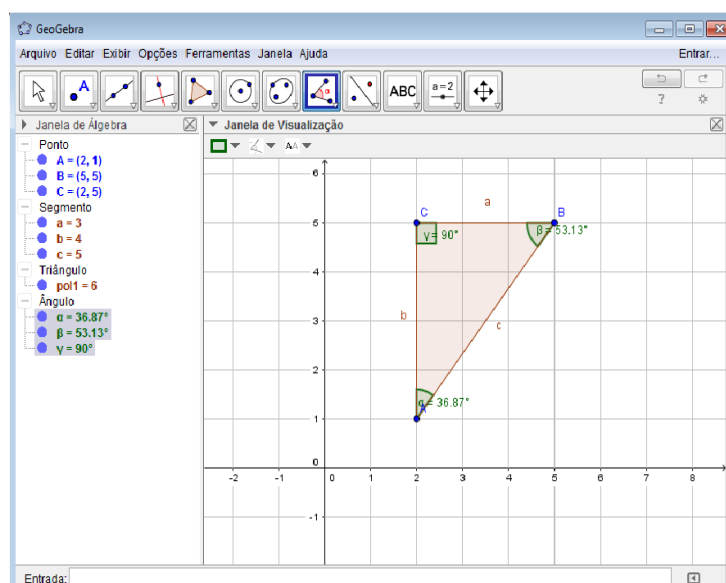 GeoGebra
Arquivo Editar Exibir Opções Ferramentas Janela Ajuda
Entrar...
A
α
ABC
a=2
?
Janela de Álgebra
Janela de Visualização
AA
Ponto
A = (2, 1)
B = (5, 5)
C = (2, 5)
Segmento
a = 3
b = 4
c = 5
Triângulo
pol1 = 6
Ângulo
α = 36.87°
β = 53.13°
γ = 90°
6
a
C
B
5
γ = 90°
β = 53.13°
4
b
3
c
2
α = 36.87°
A
1
0
-2 -1 0 1 2 3 4 5 6 7 8
-1
Entrada: